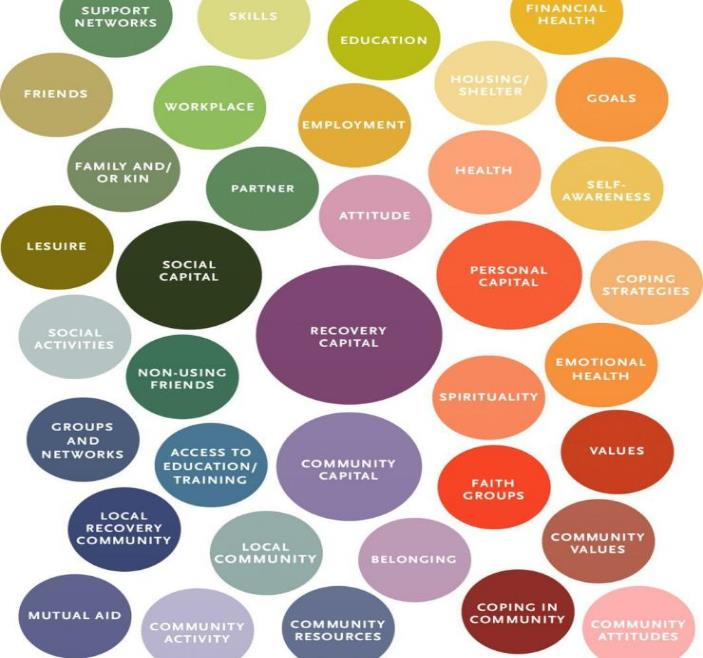 SUPPORT
NETWORKS
SKILLS
EDUCATION
FINANCIAL
HEALTH
FRIENDS
WORKPLACE
EMPLOYMENT
HOUSING/
SHELTER
GOALS
FAMILY AND/
OR KIN
PARTNER
ATTITUDE
HEALTH
SELF-
AWARENESS
LESUIRE
SOCIAL
CAPITAL
RECOVERY
CAPITAL
PERSONAL
CAPITAL
COPING
STRATEGIES
SOCIAL
ACTIVITIES
NON-USING
FRIENDS
SPIRITUALITY
EMOTIONAL
HEALTH
GROUPS
AND
NETWORKS
ACCESS TO
EDUCATION/
TRAINING
COMMUNITY
CAPITAL
FAITH
GROUPS
VALUES
LOCAL
RECOVERY
COMMUNITY
LOCAL
COMMUNITY
BELONGING
COMMUNITY
VALUES
MUTUAL AID
COMMUNITY
ACTIVITY
COMMUNITY
RESOURCES
COPING IN
COMMUNITY
COMMUNITY
ATTITUDES